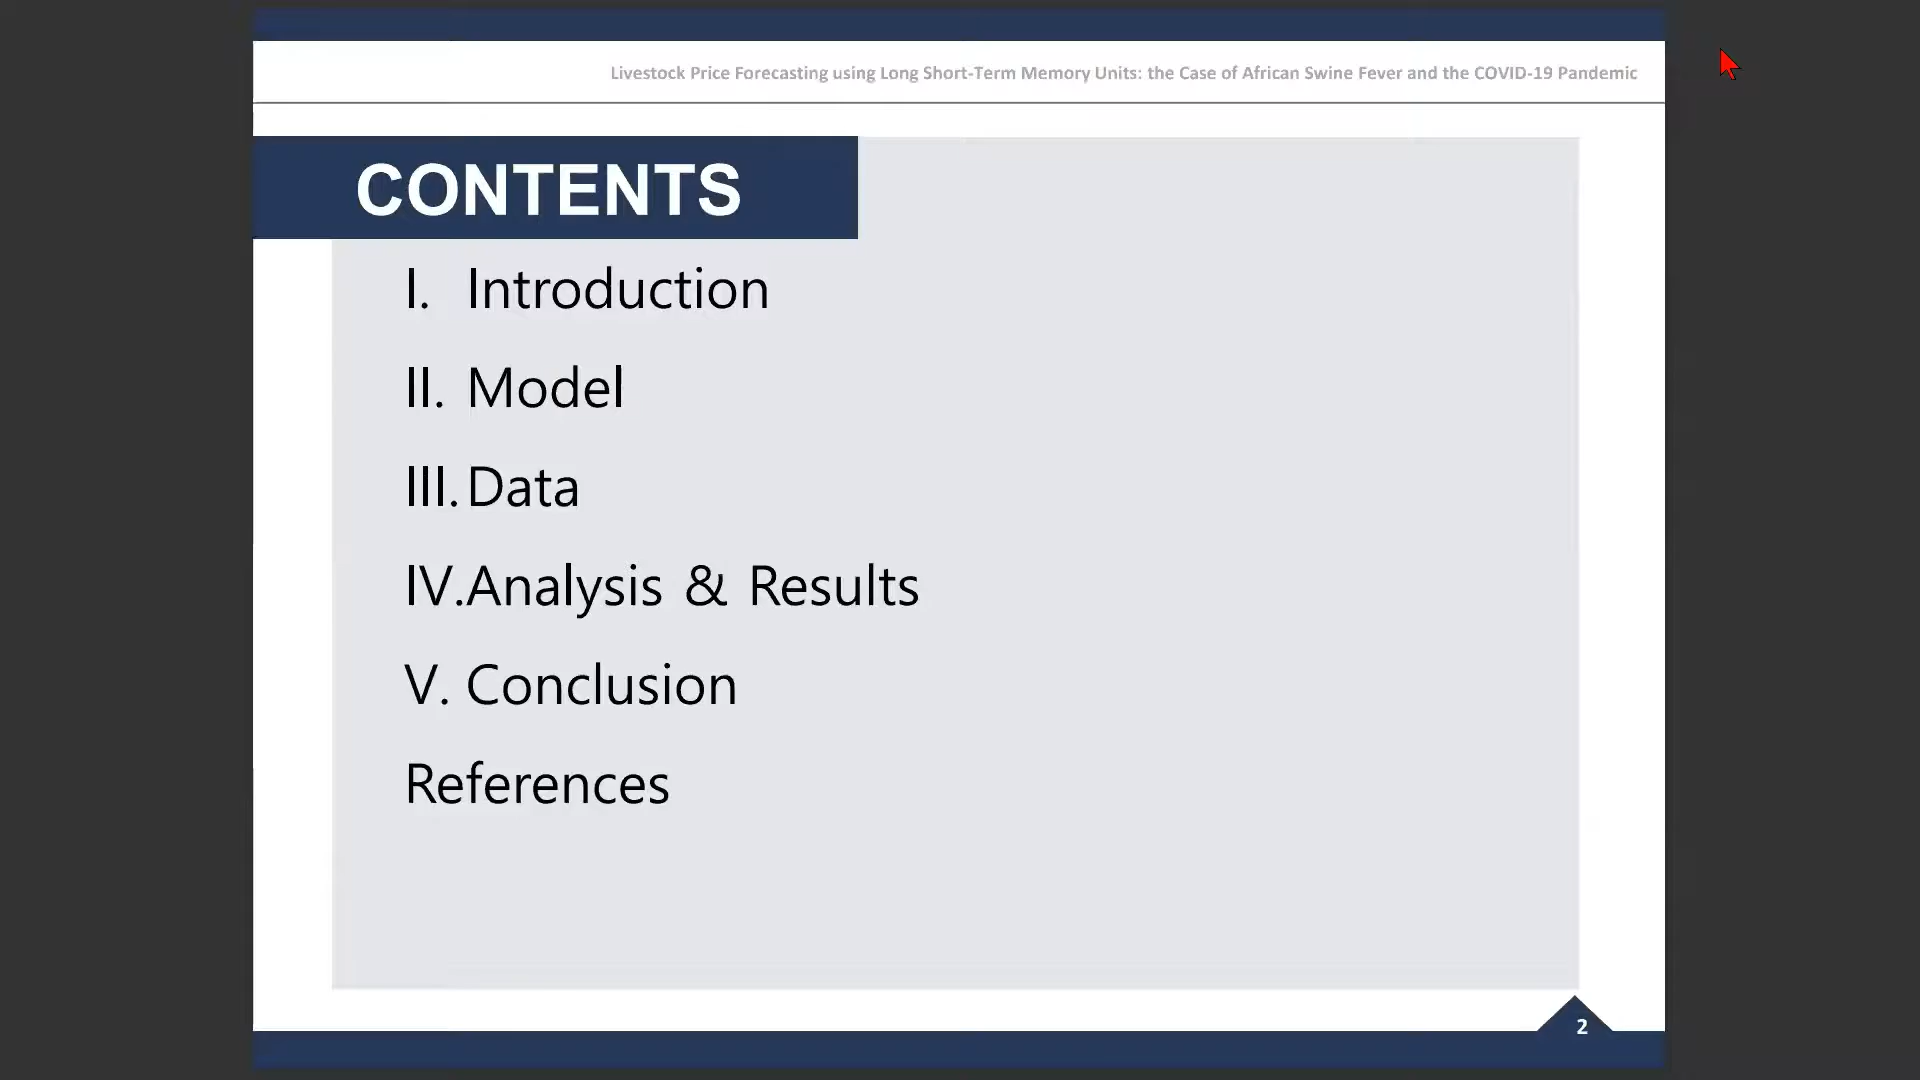 Livestock Price Forecasting using Long Short-Term Memory Units: the Case of African Swine Fever and the COVID-19 Pandemic
CONTENTS
I. Introduction
II. Model
III. Data
IV. Analysis & Results
V. Conclusion
References
2